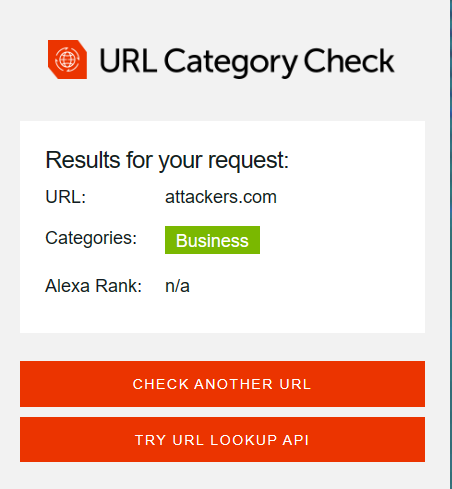 URL Category Check
Results for your request:
URL: attackers.com
Categories: Business
Alexa Rank: n/a
CHECK ANOTHER URL
TRY URL LOOKUP API